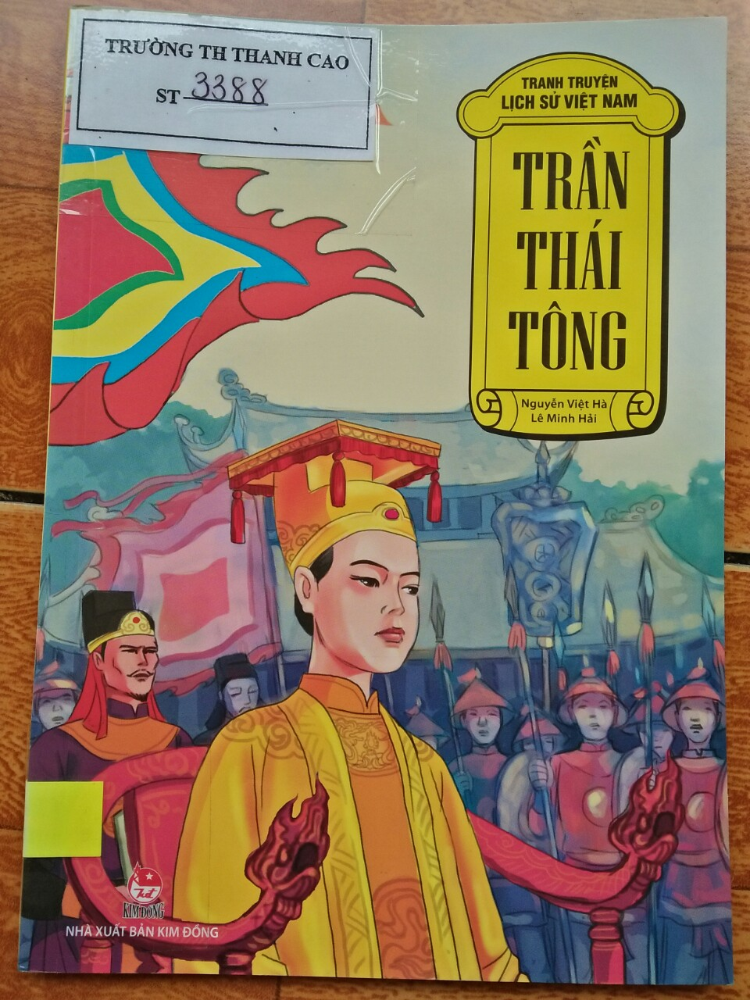 TRƯỜNG TH THANH CAO
ST 3388
TRANH TRUYỆN
LỊCH SỬ VIỆT NAM
TRẦN
THÁI
TÔNG
Nguyễn Việt Hà
Lê Minh Hải
KIM ĐỒNG
NHÀ XUẤT BẢN KIM ĐỒNG